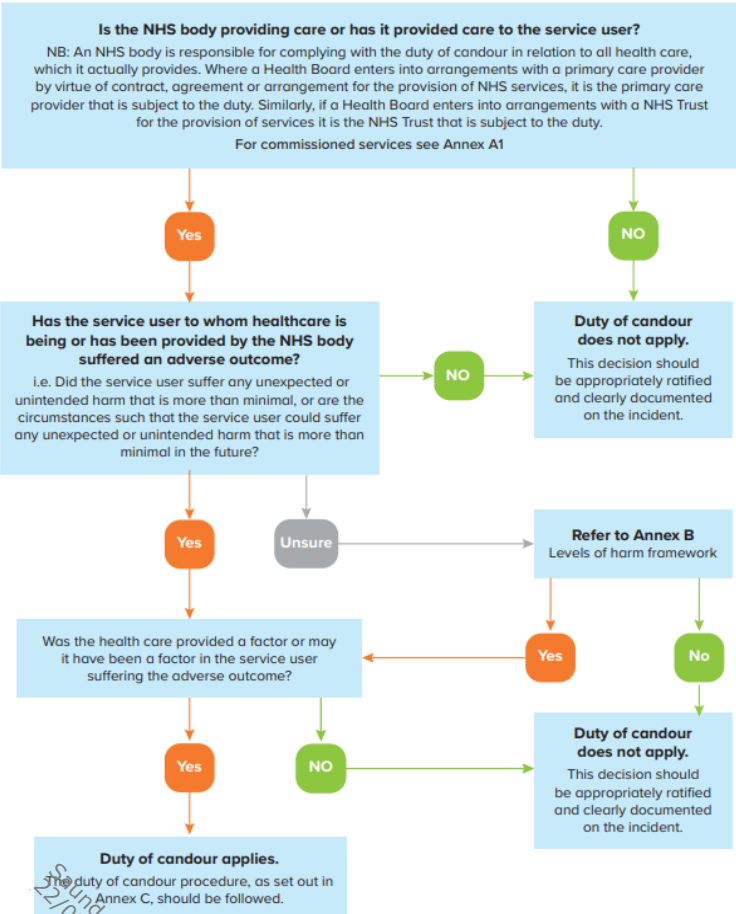 Is the NHS body providing care or has it provided care to the service user?
NB: An NHS body is responsible for complying with the duty of candour in relation to all health care,
which it actually provides. Where a Health Board enters into arrangements with a primary care provider
by virtue of contract, agreement or arrangement for the provision of NHS services, it is the primary care
provider that is subject to the duty. Similarly, if a Health Board enters into arrangements with a NHS Trust
for the provision of services it is the NHS Trust that is subject to the duty.
For commissioned services see Annex A1
Yes
NO
Has the service user to whom healthcare is
being or has been provided by the NHS body
suffered an adverse outcome?
i.e. Did the service user suffer any unexpected or
unintended harm that is more than minimal, or are the
circumstances such that the service user could suffer
any unexpected or unintended harm that is more than
minimal in the future?
NO
Duty of candour
does not apply.
This decision should
be appropriately ratified
and clearly documented
on the incident.
Yes
Unsure
Refer to Annex B
Levels of harm framework
Was the health care provided a factor or may
it have been a factor in the service user
suffering the adverse outcome?
Yes
No
Yes
NO
Duty of candour
does not apply.
This decision should
be appropriately ratified
and clearly documented
on the incident.
Duty of candour applies.
The duty of candour procedure, as set out in
Annex C, should be followed.